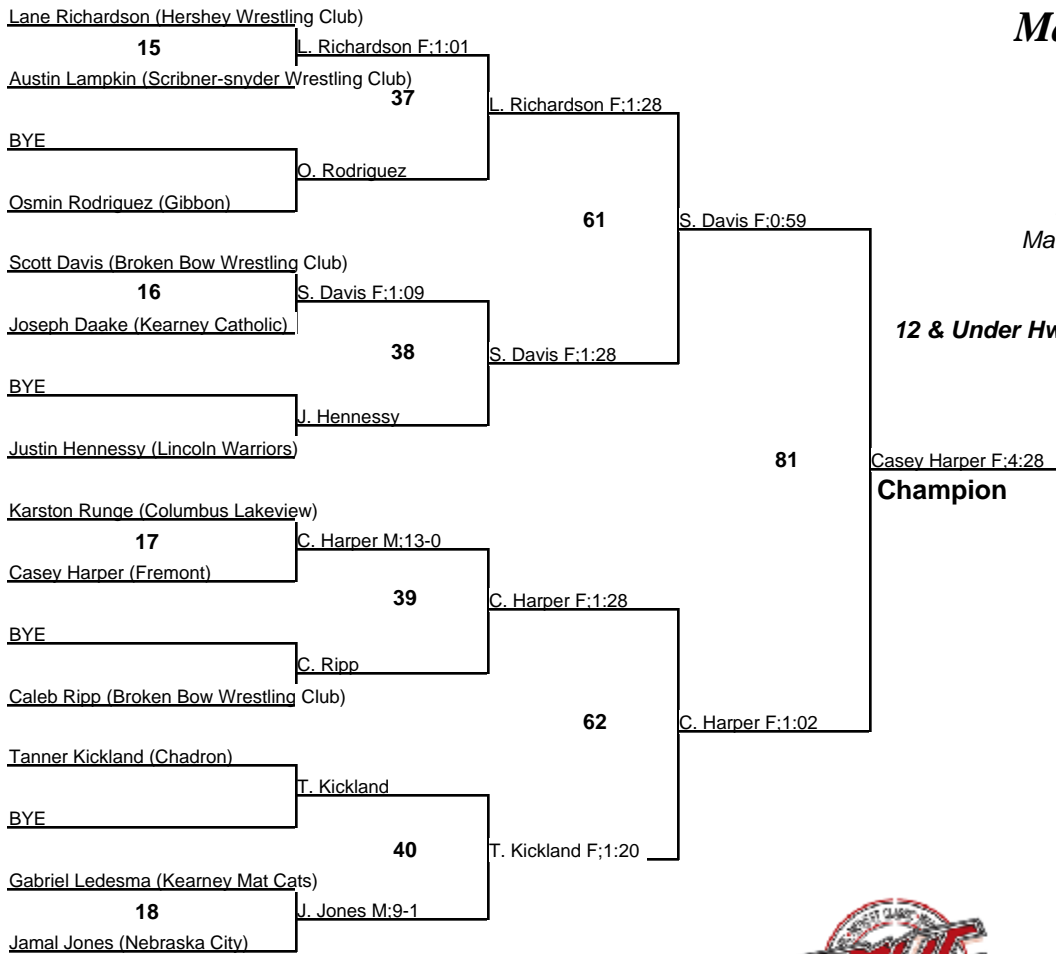 Lane Richardson (Hershey Wrestling Club)
15
L. Richardson F;1:01
Austin Lampkin (Scribner-snyder Wrestling Club)
37
L. Richardson F;1:28
BYE
O. Rodriguez
Osmin Rodriguez (Gibbon)
61
S. Davis F;0:59
Scott Davis (Broken Bow Wrestling Club)
16
S. Davis F;1:09
Joseph Daake (Kearney Catholic)
38
S. Davis F;1:28
BYE
J. Hennessy
Justin Hennessy (Lincoln Warriors)
81
Casey Harper F;4:28
Champion
Karston Runge (Columbus Lakeview)
17
C. Harper M;13-0
Casey Harper (Fremont)
39
C. Harper F;1:28
BYE
C. Ripp
Caleb Ripp (Broken Bow Wrestling Club)
62
C. Harper F;1:02
Tanner Kickland (Chadron)
T. Kickland
BYE
40
T. Kickland F;1:20
Gabriel Ledesma (Kearney Mat Cats)
18
J. Jones M;9-1
Jamal Jones (Nebraska City)
Ma
Ma
12 & Under Hw